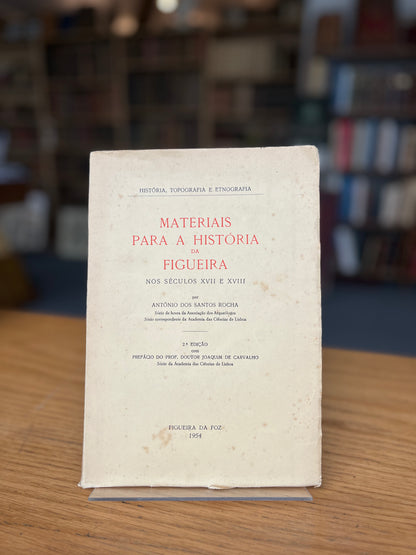 HISTÓRIA, TOPOGRAFIA E ETNOGRAFIA
MATERIAIS
PARA A HISTÓRIA
DA
FIGUEIRA
NOS SÉCULOS XVII E XVIII
por
ANTÓNIO DOS SANTOS ROCHA
Sócio de honra da Associação dos Arqueólogos
Sócio correspondente da Academia das Ciências de Lisboa
2.ª EDIÇÃO
com
PREFÁCIO DO PROF. DOUTOR JOAQUIM DE CARVALHO
Sócio da Academia das Ciências de Lisboa
FIGUEIRA DA FOZ
1954